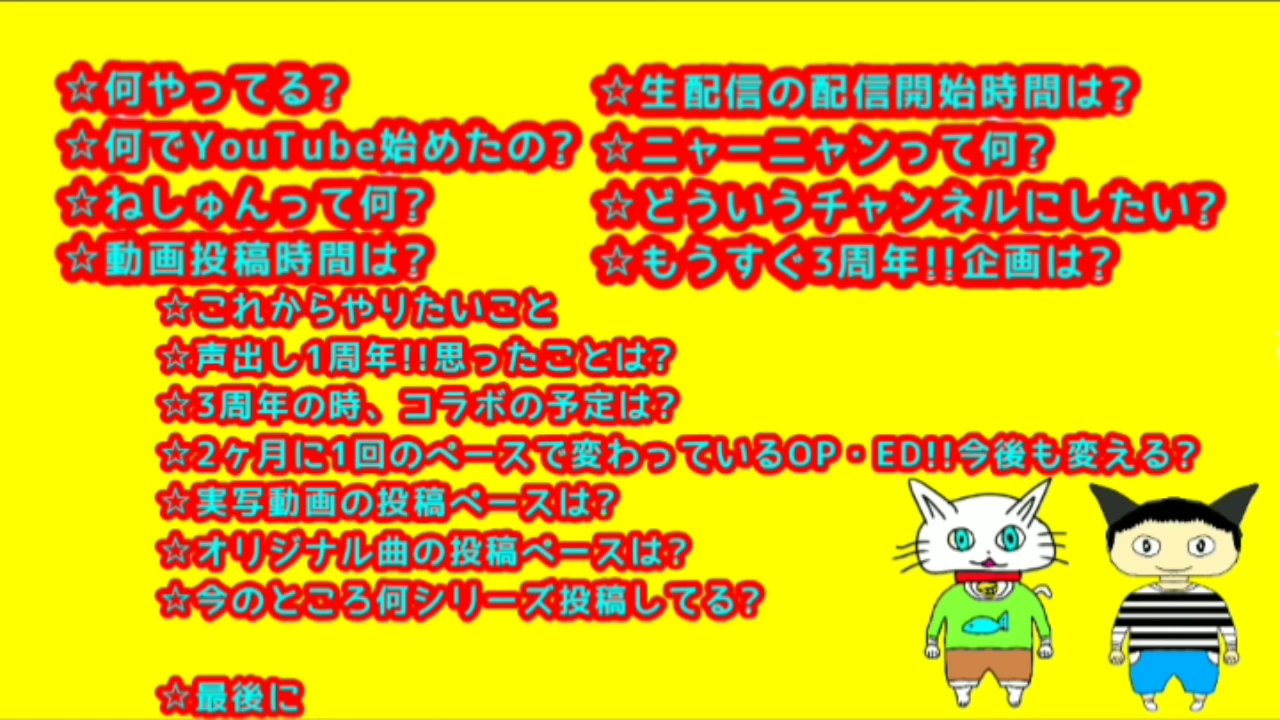 ☆何やってる?
☆何でYouTube始めたの?
☆ねしゅんって何?
☆動画投稿時間は?
☆生配信の配信開始時間は?
☆ニャーニャンって何?
☆どういうチャンネルにしたい?
☆もうすぐ3周年!!企画は?
☆これからやりたいこと
☆声出し1周年!!思ったことは?
☆3周年の時、コラボの予定は?
☆2ヶ月に1回のペースで変わっているOP・ED!!今後も変える?
☆実写動画の投稿ペースは?
☆オリジナル曲の投稿ペースは?
☆今のところ何シリーズ投稿してる?
☆最後に